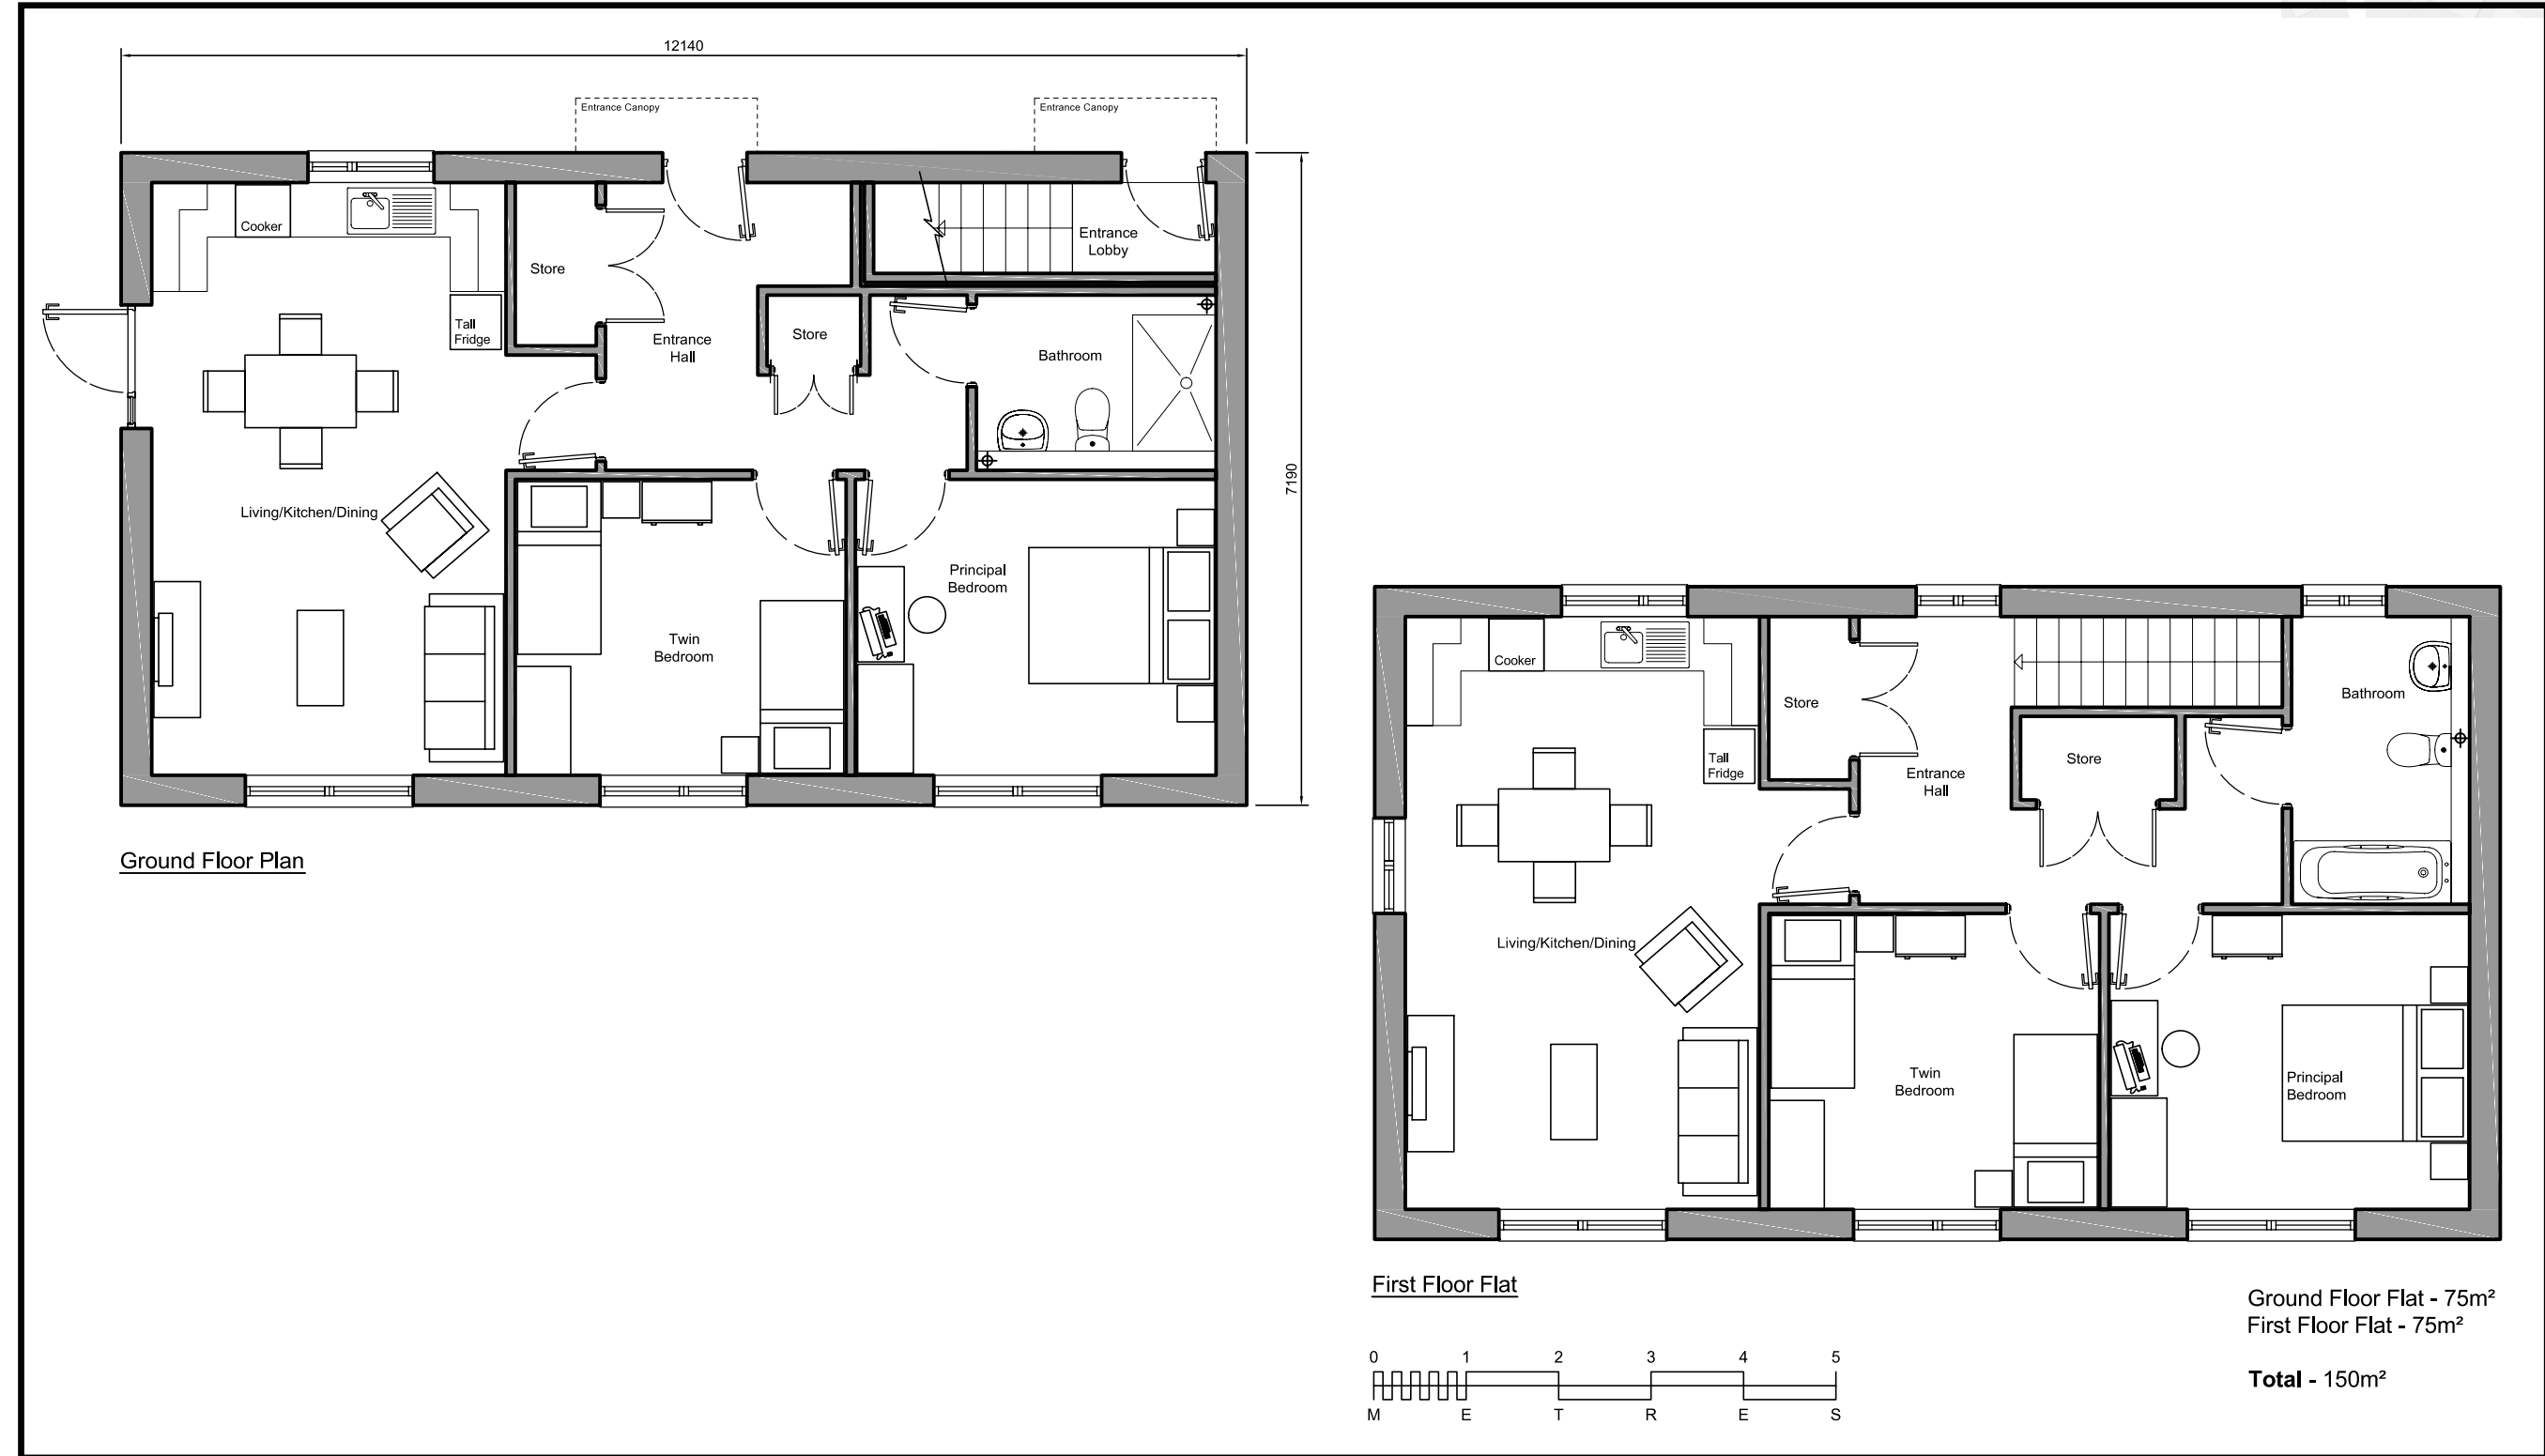 12140
Entrance Canopy
Entrance Canopy
Cooker
Store
Entrance
Lobby
Tall
Fridge
Entrance
Hall
Store
Bathroom
7190
Living/Kitchen/Dining
Principal
Bedroom
Twin
Bedroom
Ground Floor Plan
Cooker
Store
Bathroom
Tall
Fridge
Entrance
Hall
Store
Living/Kitchen/Dining
Twin
Bedroom
Principal
Bedroom
First Floor Flat
Ground Floor Flat - 75m²
First Floor Flat - 75m²
Total - 150m²
0 1 2 3 4 5
M E T R E S